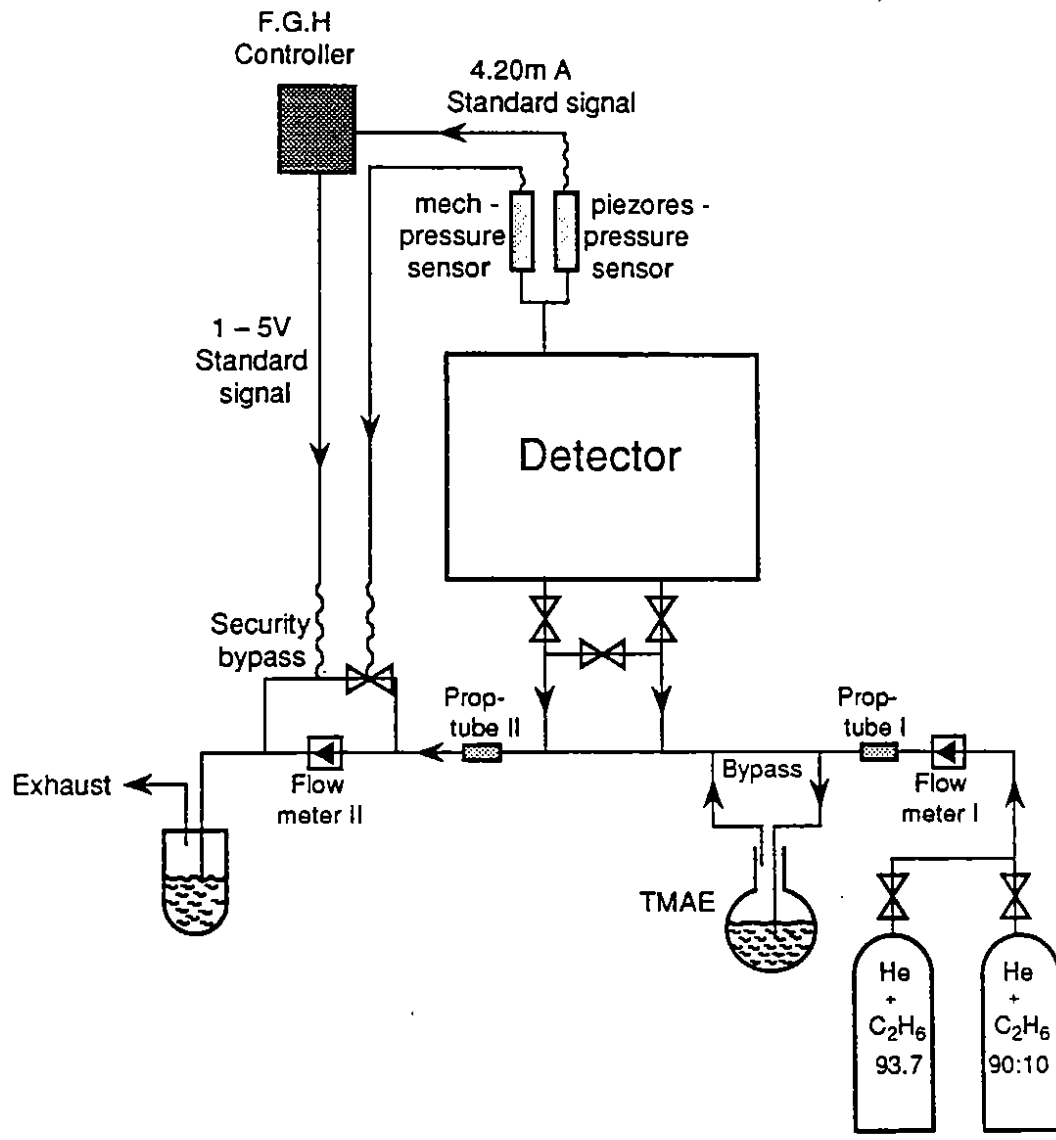 F.G.H
Controller
4.20m A
Standard signal
mech -
pressure
sensor
piezores -
pressure
sensor
1 – 5V
Standard
signal
Detector
Security
bypass
Prop-
tube II
Prop-
tube I
Bypass
Exhaust
Flow
meter II
Flow
meter I
TMAE
He
+
C₂H₆
93.7
He
+
C₂H₆
90:10